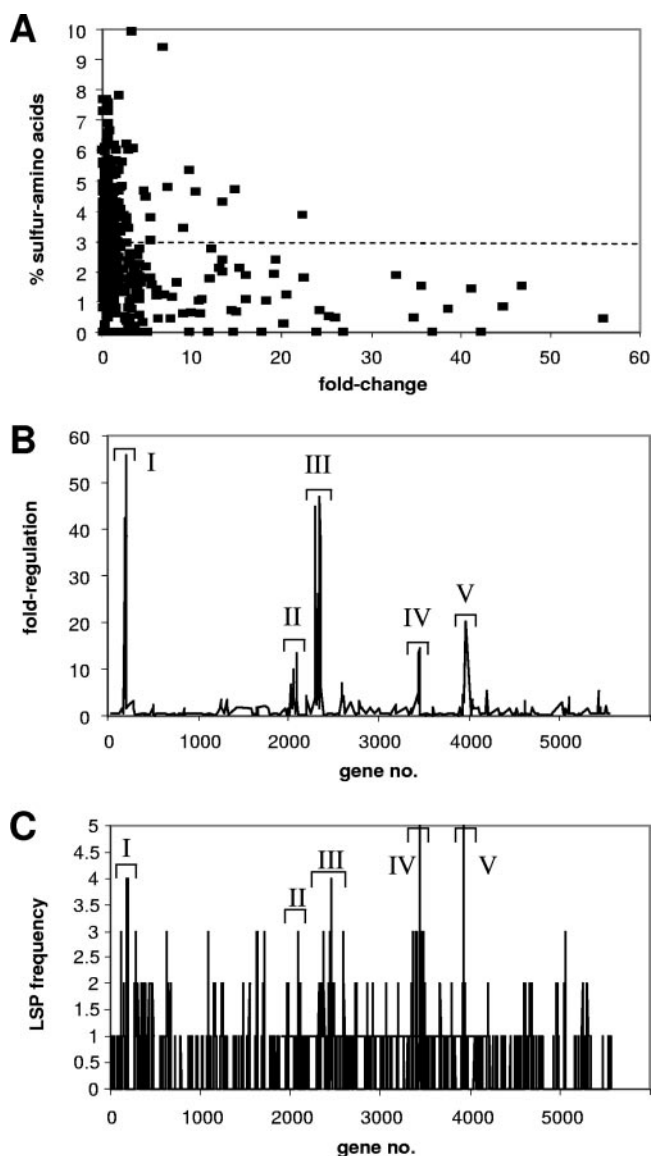 A
% sulfur-amino acids
10
9
8
7
6
5
4
3
2
1
0
0 10 20 30 40 50 60
fold-change
B
fold-regulation
60
50
40
30
20
10
0
I
II
III
IV
V
0 1000 2000 3000 4000 5000
gene no.
C
LSP frequency
5
4.5
4
3.5
3
2.5
2
1.5
1
0.5
0
I
II
III
IV
V
0 1000 2000 3000 4000 5000
gene no.